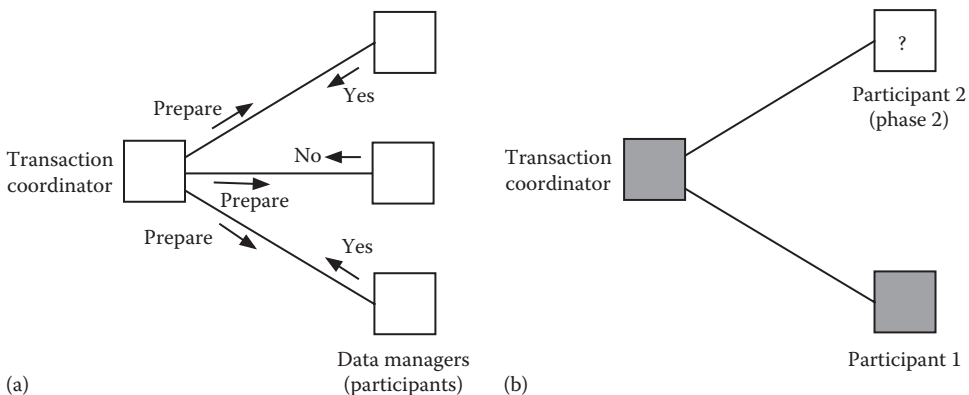 Prepare
Yes
Transaction
coordinator
No
Prepare
Prepare
Yes
Data managers
(participants)
(a)
?
Participant 2
(phase 2)
Transaction
coordinator
Participant 1
(b)